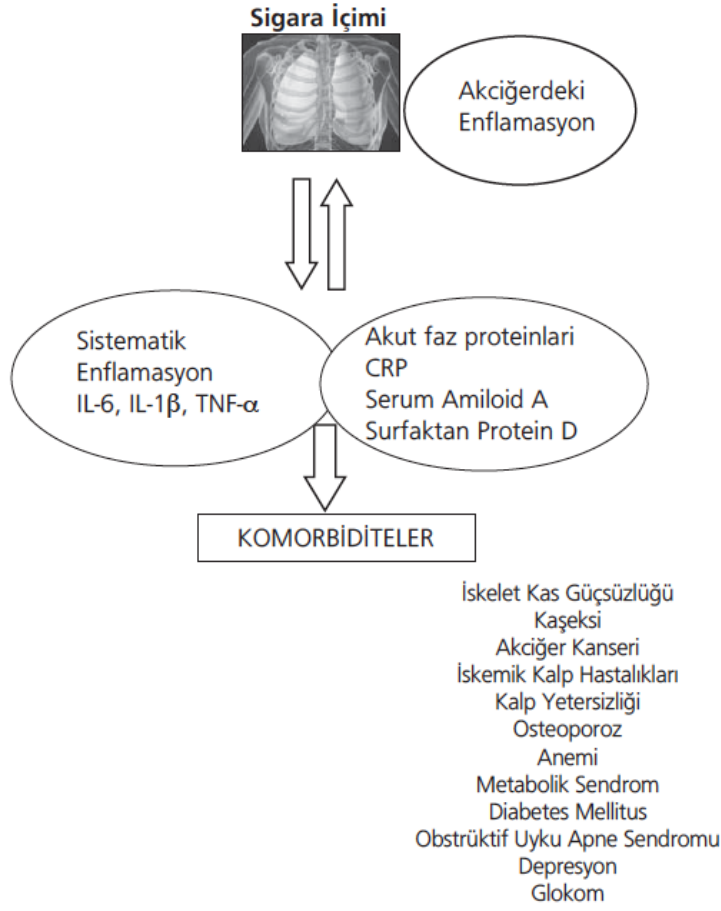 Sigara İçimi
Akciğerdeki
Enflamasyon
Sistematik
Enflamasyon
IL-6, IL-1β, TNF-α
Akut faz proteinlari
CRP
Serum Amiloid A
Surfaktan Protein D
KOMORBİDİTELER
İskelet Kas Güçsüzlüğü
Kaşeksi
Akciğer Kanseri
İskemik Kalp Hastalıkları
Kalp Yetersizliği
Osteoporoz
Anemi
Metabolik Sendrom
Diabetes Mellitus
Obstrüktif Uyku Apne Sendromu
Depresyon
Glokom